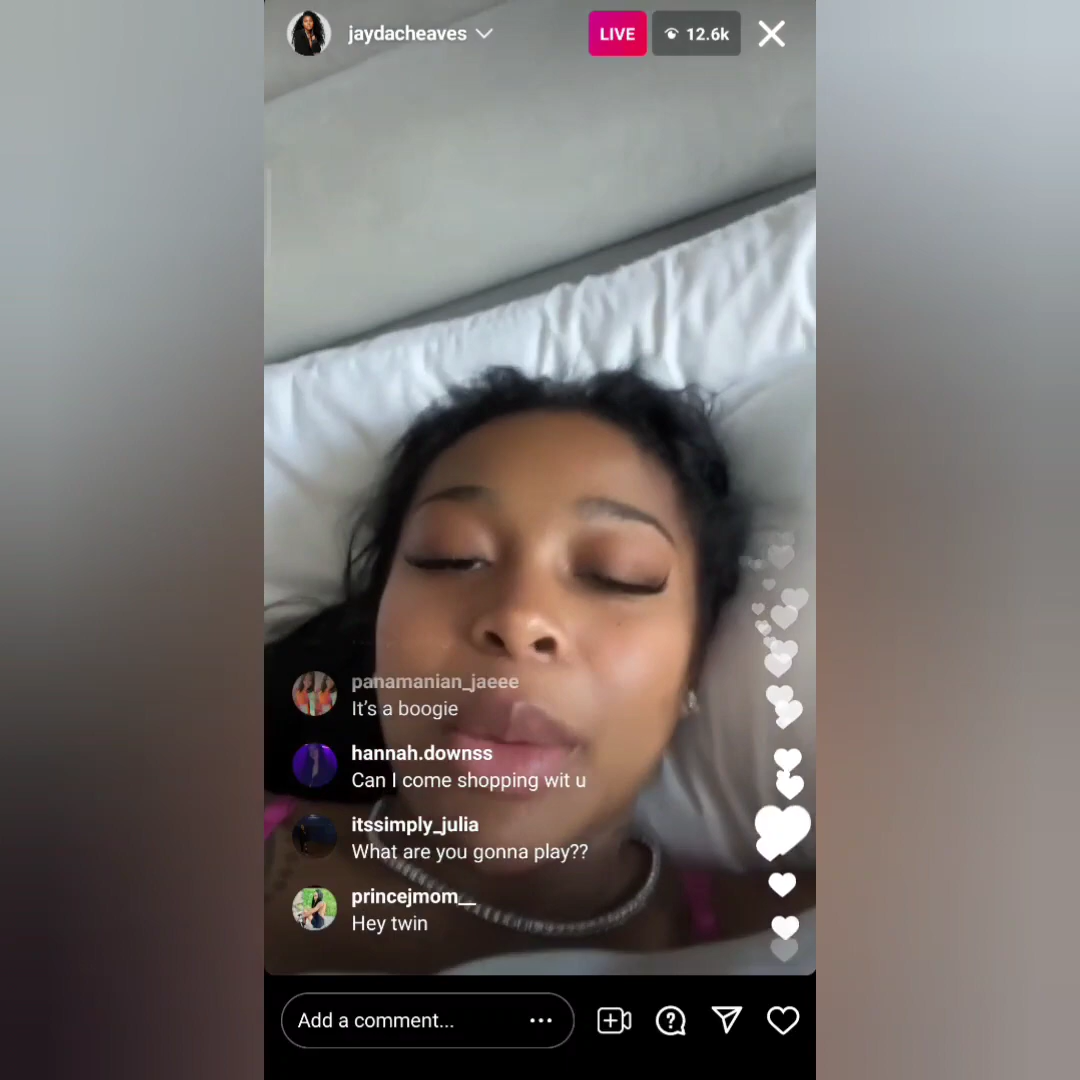 jaydacheaves
LIVE
12.6k
panamanian_jaeee
It's a boogie
hannah.downss
Can I come shopping wit u
itssimply_julia
What are you gonna play??
princejmom__
Hey twin
Add a comment...